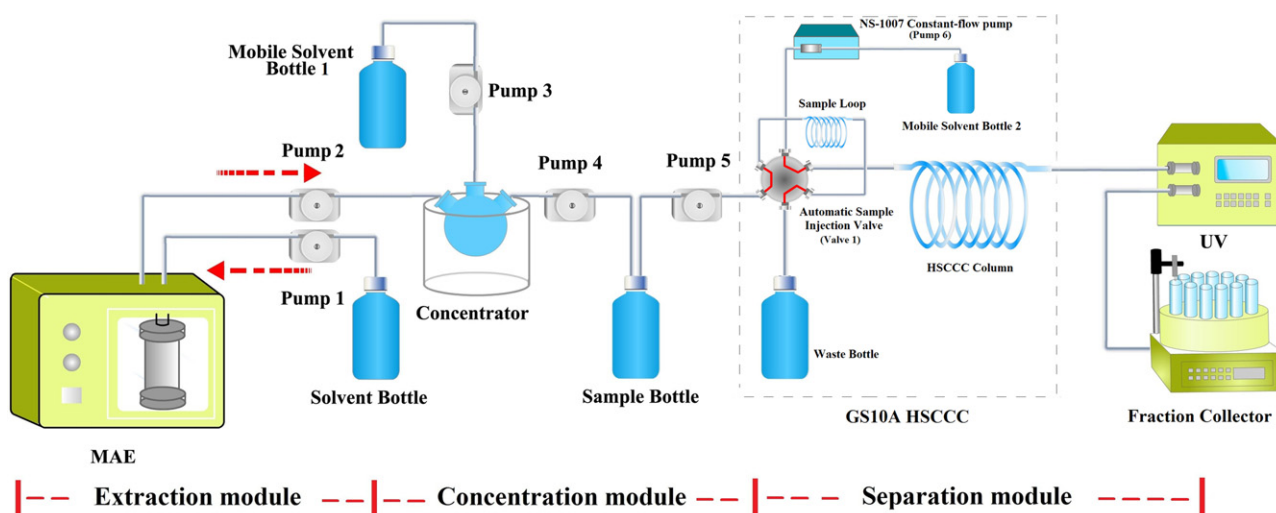 NS-1007 Constant-flow pump
(Pump 6)
Mobile Solvent
Bottle 1
Pump 3
Sample Loop
Mobile Solvent Bottle 2
Pump 2
Pump 4
Pump 5
Automatic Sample
Injection Valve
(Valve 1)
HSCCC Column
UV
Pump 1
Concentrator
Waste Bottle
Solvent Bottle
Sample Bottle
GS10A HSCCC
Fraction Collector
MAE
Extraction module
Concentration module
Separation module